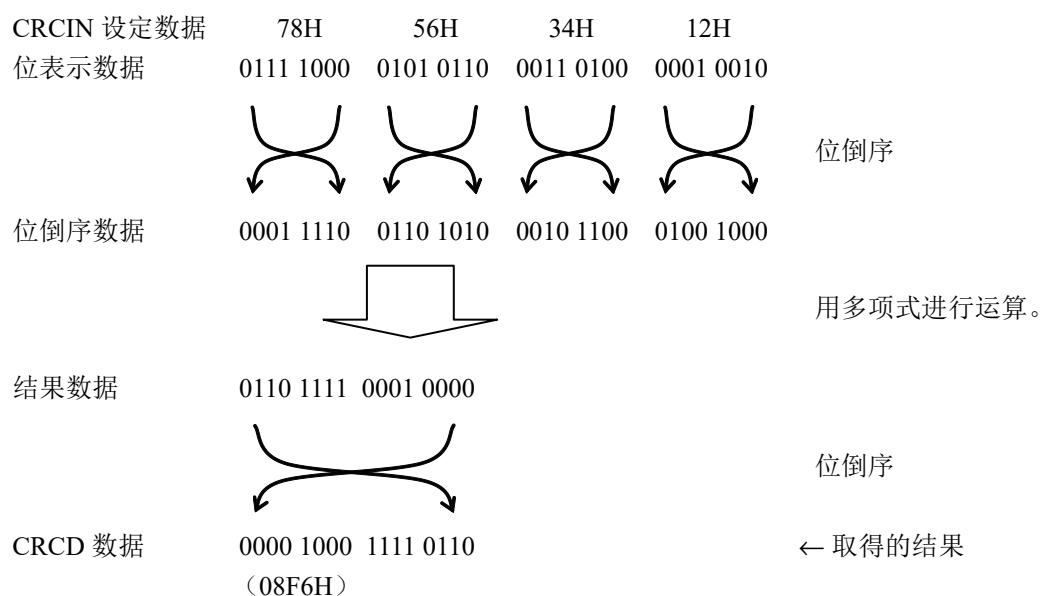 CRCIN 设定数据 78H 56H 34H 12H
位表示数据 0111 1000 0101 0110 0011 0100 0001 0010
位倒序
位倒序数据 0001 1110 0110 1010 0010 1100 0100 1000
用多项式进行运算。
结果数据 0110 1111 0001 0000
位倒序
CRCD 数据 0000 1000 1111 0110 ← 取得的结果
（08F6H）